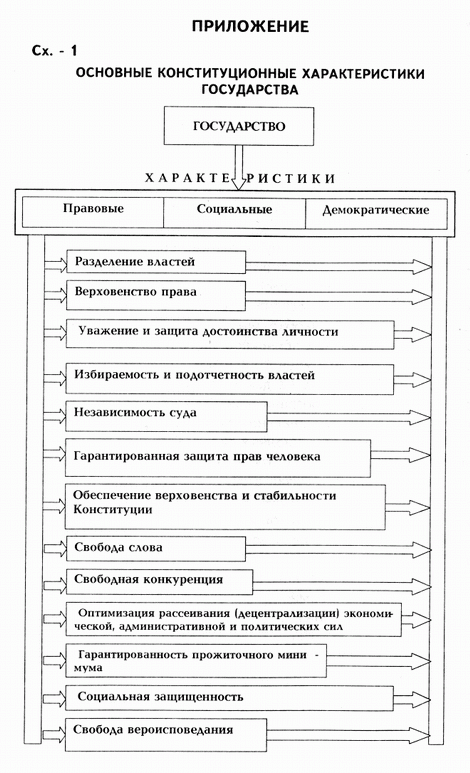 ПРИЛОЖЕНИЕ
Сх. - 1
ОСНОВНЫЕ КОНСТИТУЦИОННЫЕ ХАРАКТЕРИСТИКИ
ГОСУДАРСТВА
ГОСУДАРСТВО
ХАРАКТЕРИСТИКИ
Правовые Социальные Демократические
Разделение властей
Верховенство права
Уважение и защита достоинства личности
Избираемость и подотчетность властей
Независимость суда
Гарантированная защита прав человека
Обеспечение верховенства и стабильности
Конституции
Свобода слова
Свободная конкуренция
Оптимизация рассеивания (децентрализации) экономи-
ческой, административной и политических сил
Гарантированность прожиточного мини -
мума
Социальная защищенность
Свобода вероисповедания